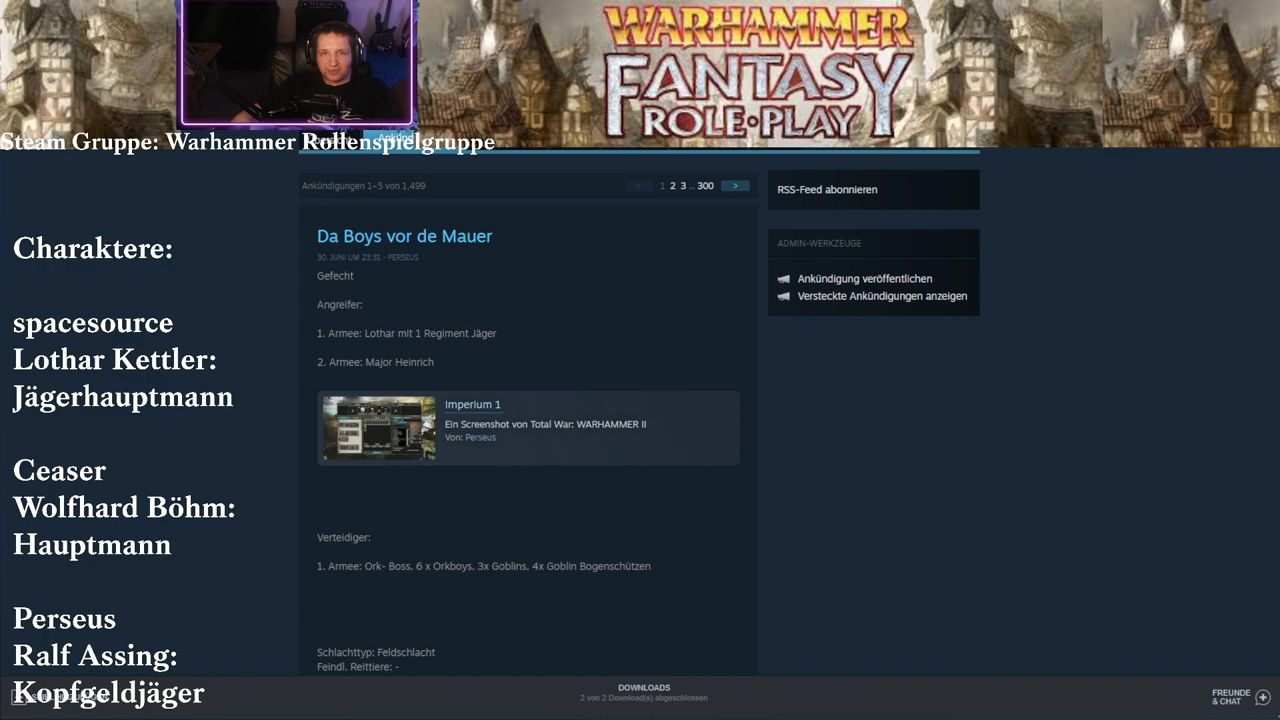 WARHAMMER
FANTASY
ROLE·PLAY
Steam Gruppe: Warhammer Rollenspielgruppe
Ankündigungen 1–5 von 1,499
< 1 2 3 ... 300 >
RSS-Feed abonnieren
ADMIN-WERKZEUGE
Ankündigung veröffentlichen
Versteckte Ankündigungen anzeigen
Da Boys vor de Mauer
30. JUNI UM 23:31 - PERSEUS
Gefecht
Angreifer:
1. Armee: Lothar mit 1 Regiment Jäger
2. Armee: Major Heinrich
Imperium 1
Ein Screenshot von Total War: WARHAMMER II
Von: Perseus
Verteidiger:
1. Armee: Ork- Boss, 6 x Orkboys, 3x Goblins, 4x Goblin Bogenschützen
Schlachttyp: Feldschlacht
Feindl. Reittiere: -
Charaktere:
spacesource
Lothar Kettler:
Jägerhauptmann
Ceaser
Wolfhard Böhm:
Hauptmann
Perseus
Ralf Assing:
Kopfgeldjäger
DOWNLOADS
2 von 2 Download(s) abgeschlossen
FREUNDE
& CHAT